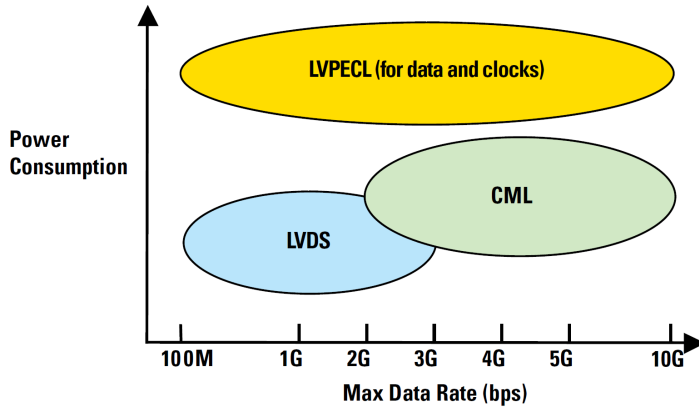 LVPECL (for data and clocks)
Power
Consumption
CML
LVDS
100M 1G 2G 3G 4G 5G 10G
Max Data Rate (bps)